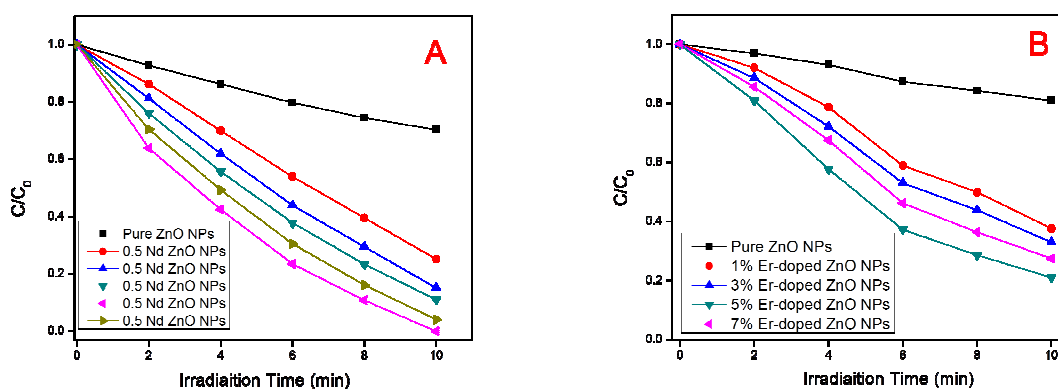 A
1.0
0.8
0.6
0.4
0.2
0.0
C/C0
Pure ZnO NPs
0.5 Nd ZnO NPs
0.5 Nd ZnO NPs
0.5 Nd ZnO NPs
0.5 Nd ZnO NPs
0.5 Nd ZnO NPs
0 2 4 6 8 10
Irradiaition Time (min)
B
1.0
0.8
0.6
0.4
0.2
0.0
C/C0
Pure ZnO NPs
1% Er-doped ZnO NPs
3% Er-doped ZnO NPs
5% Er-doped ZnO NPs
7% Er-doped ZnO NPs
0 2 4 6 8 10
Irradiaition Time (min)